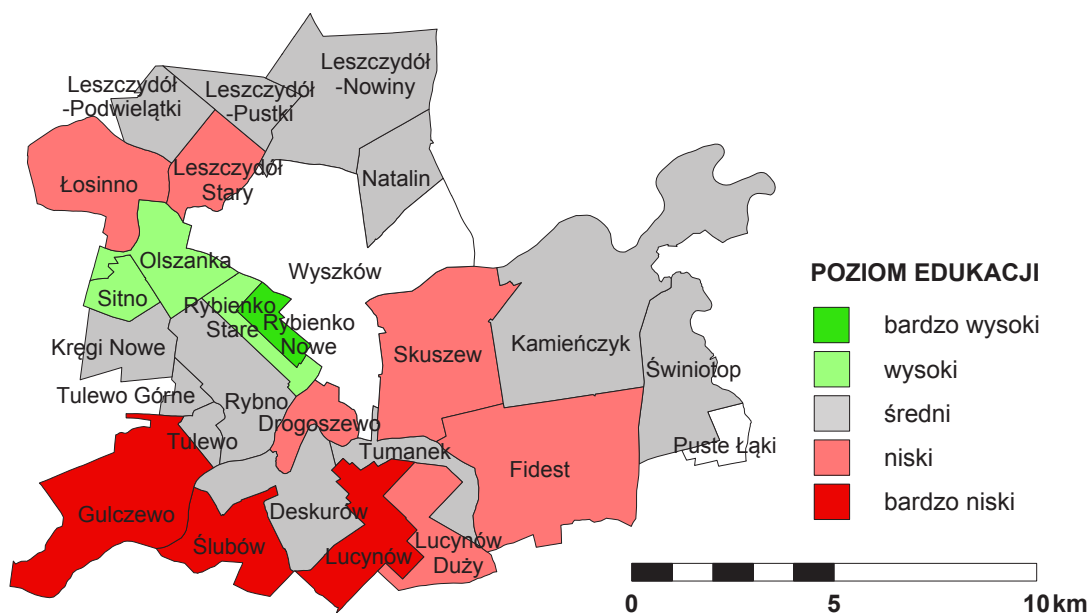 Leszczydół
-Nowiny
Leszczydół
-Podwielątki
Leszczydół
-Pustki
Leszczydół
Stary
Natalin
Łosinno
Olszanka
Wyszków
Sitno
Rybienko
Stare
Rybienko
Nowe
Kręgi Nowe
Skuszew
Kamieńczyk
Świniotop
Tulewo Górne
Rybno
Drogoszewo
Tulewo
Tumanek
Puste Łąki
Fidest
Gulczewo
Deskurów
Ślubów
Lucynów
Lucynów
Duży
POZIOM EDUKACJI
bardzo wysoki
wysoki
średni
niski
bardzo niski
0 5 10 km